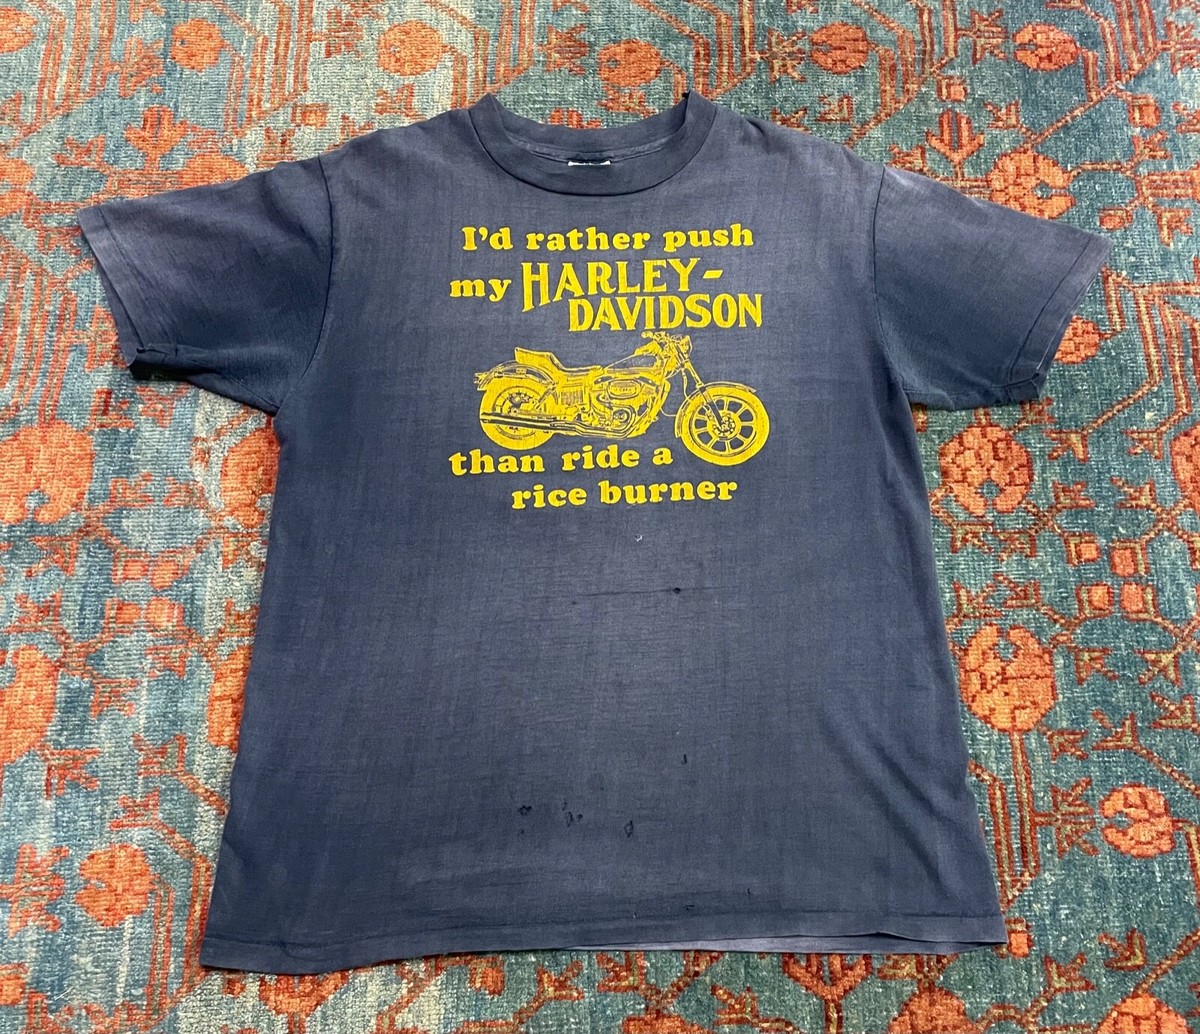 I'd rather push
my HARLEY-
DAVIDSON
than ride a
rice burner